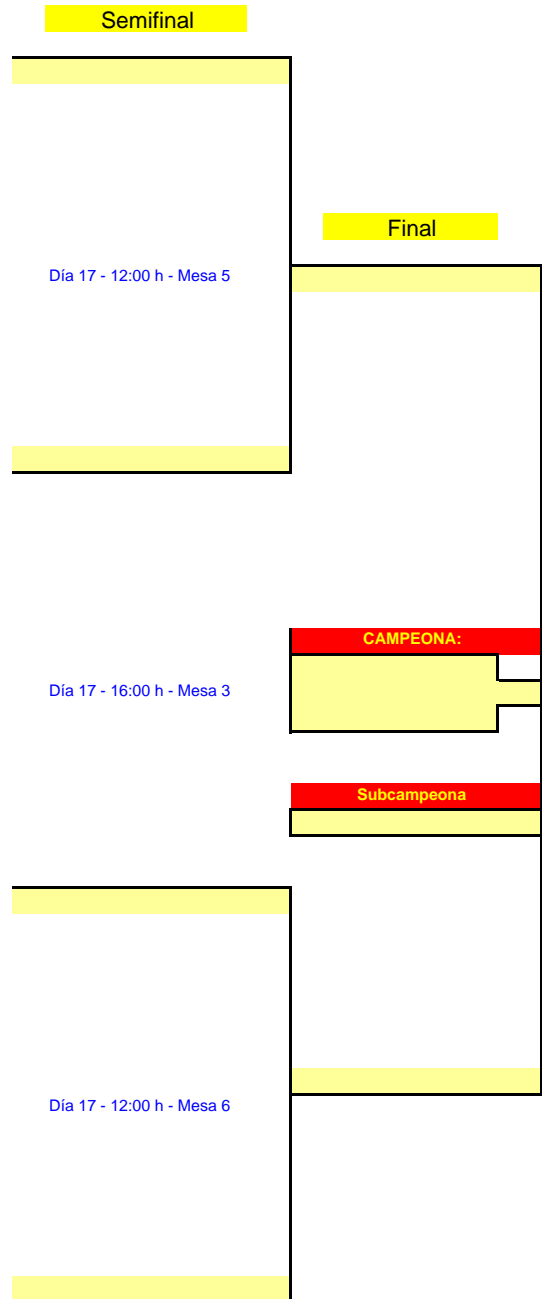 Semifinal
Final
Día 17 - 12:00 h - Mesa 5
CAMPEONA:
Día 17 - 16:00 h - Mesa 3
Subcampeona
Día 17 - 12:00 h - Mesa 6